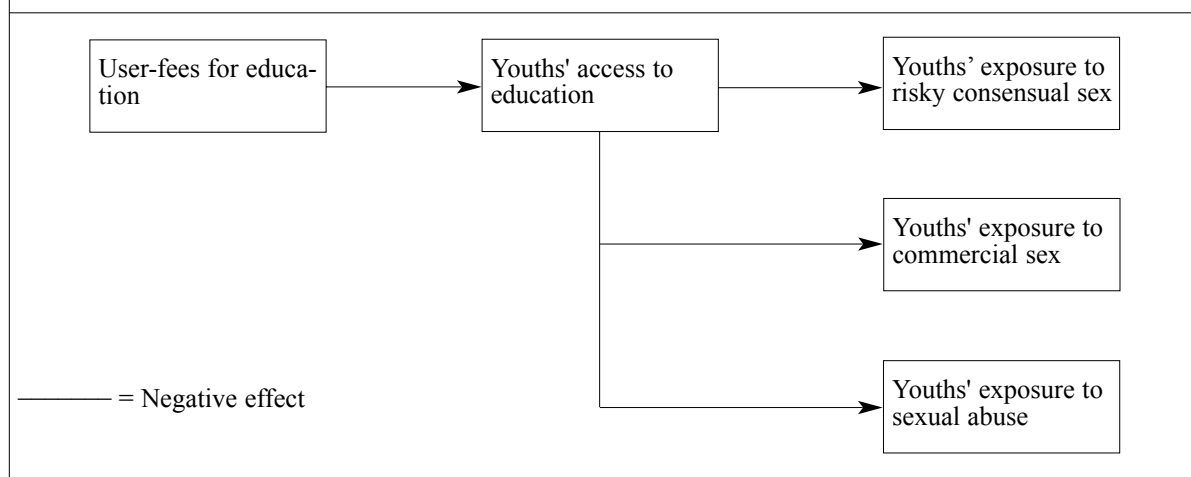 User-fees for educa-
tion
Youths' access to
education
Youths’ exposure to
risky consensual sex
Youths' exposure to
commercial sex
Youths' exposure to
sexual abuse
= Negative effect